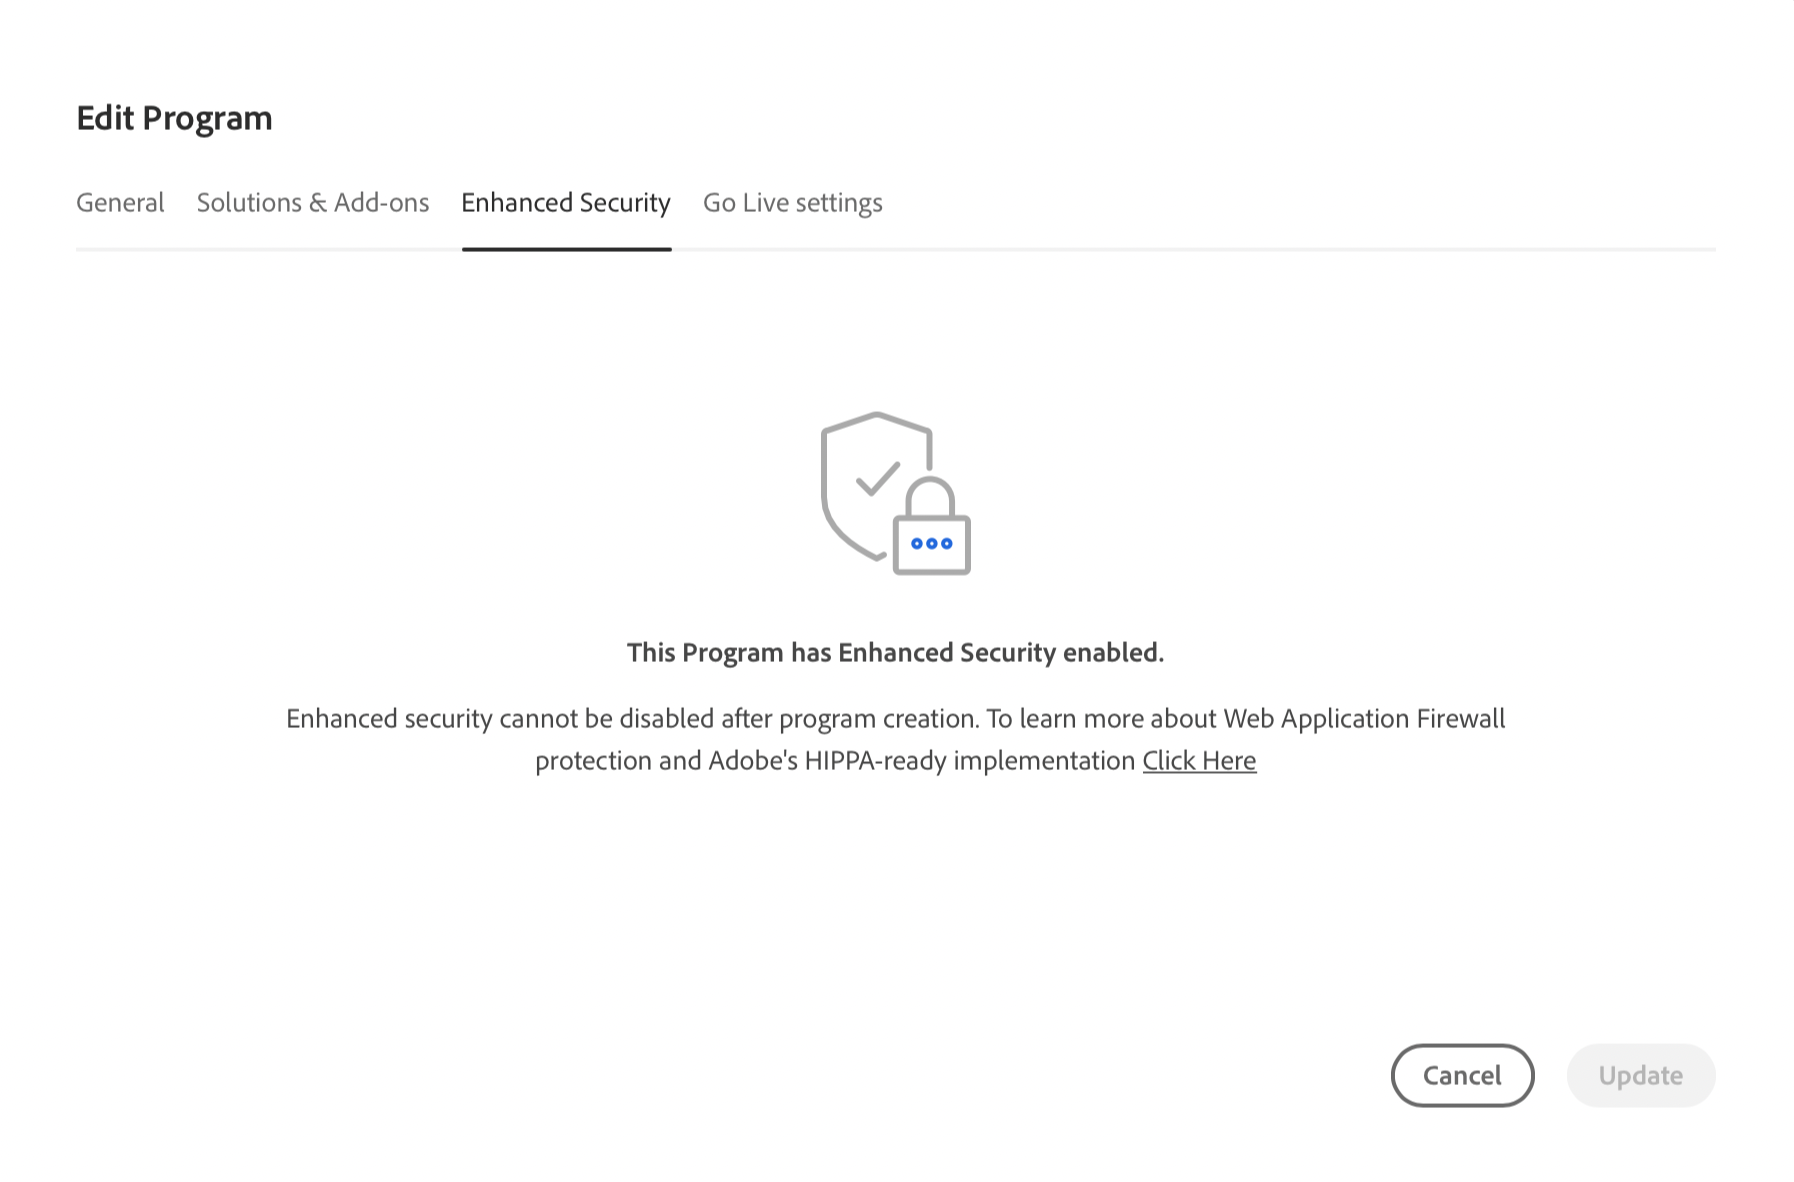 Edit Program
General Solutions & Add-ons Enhanced Security Go Live settings
This Program has Enhanced Security enabled.
Enhanced security cannot be disabled after program creation. To learn more about Web Application Firewall
protection and Adobe's HIPPA-ready implementation Click Here
Cancel Update